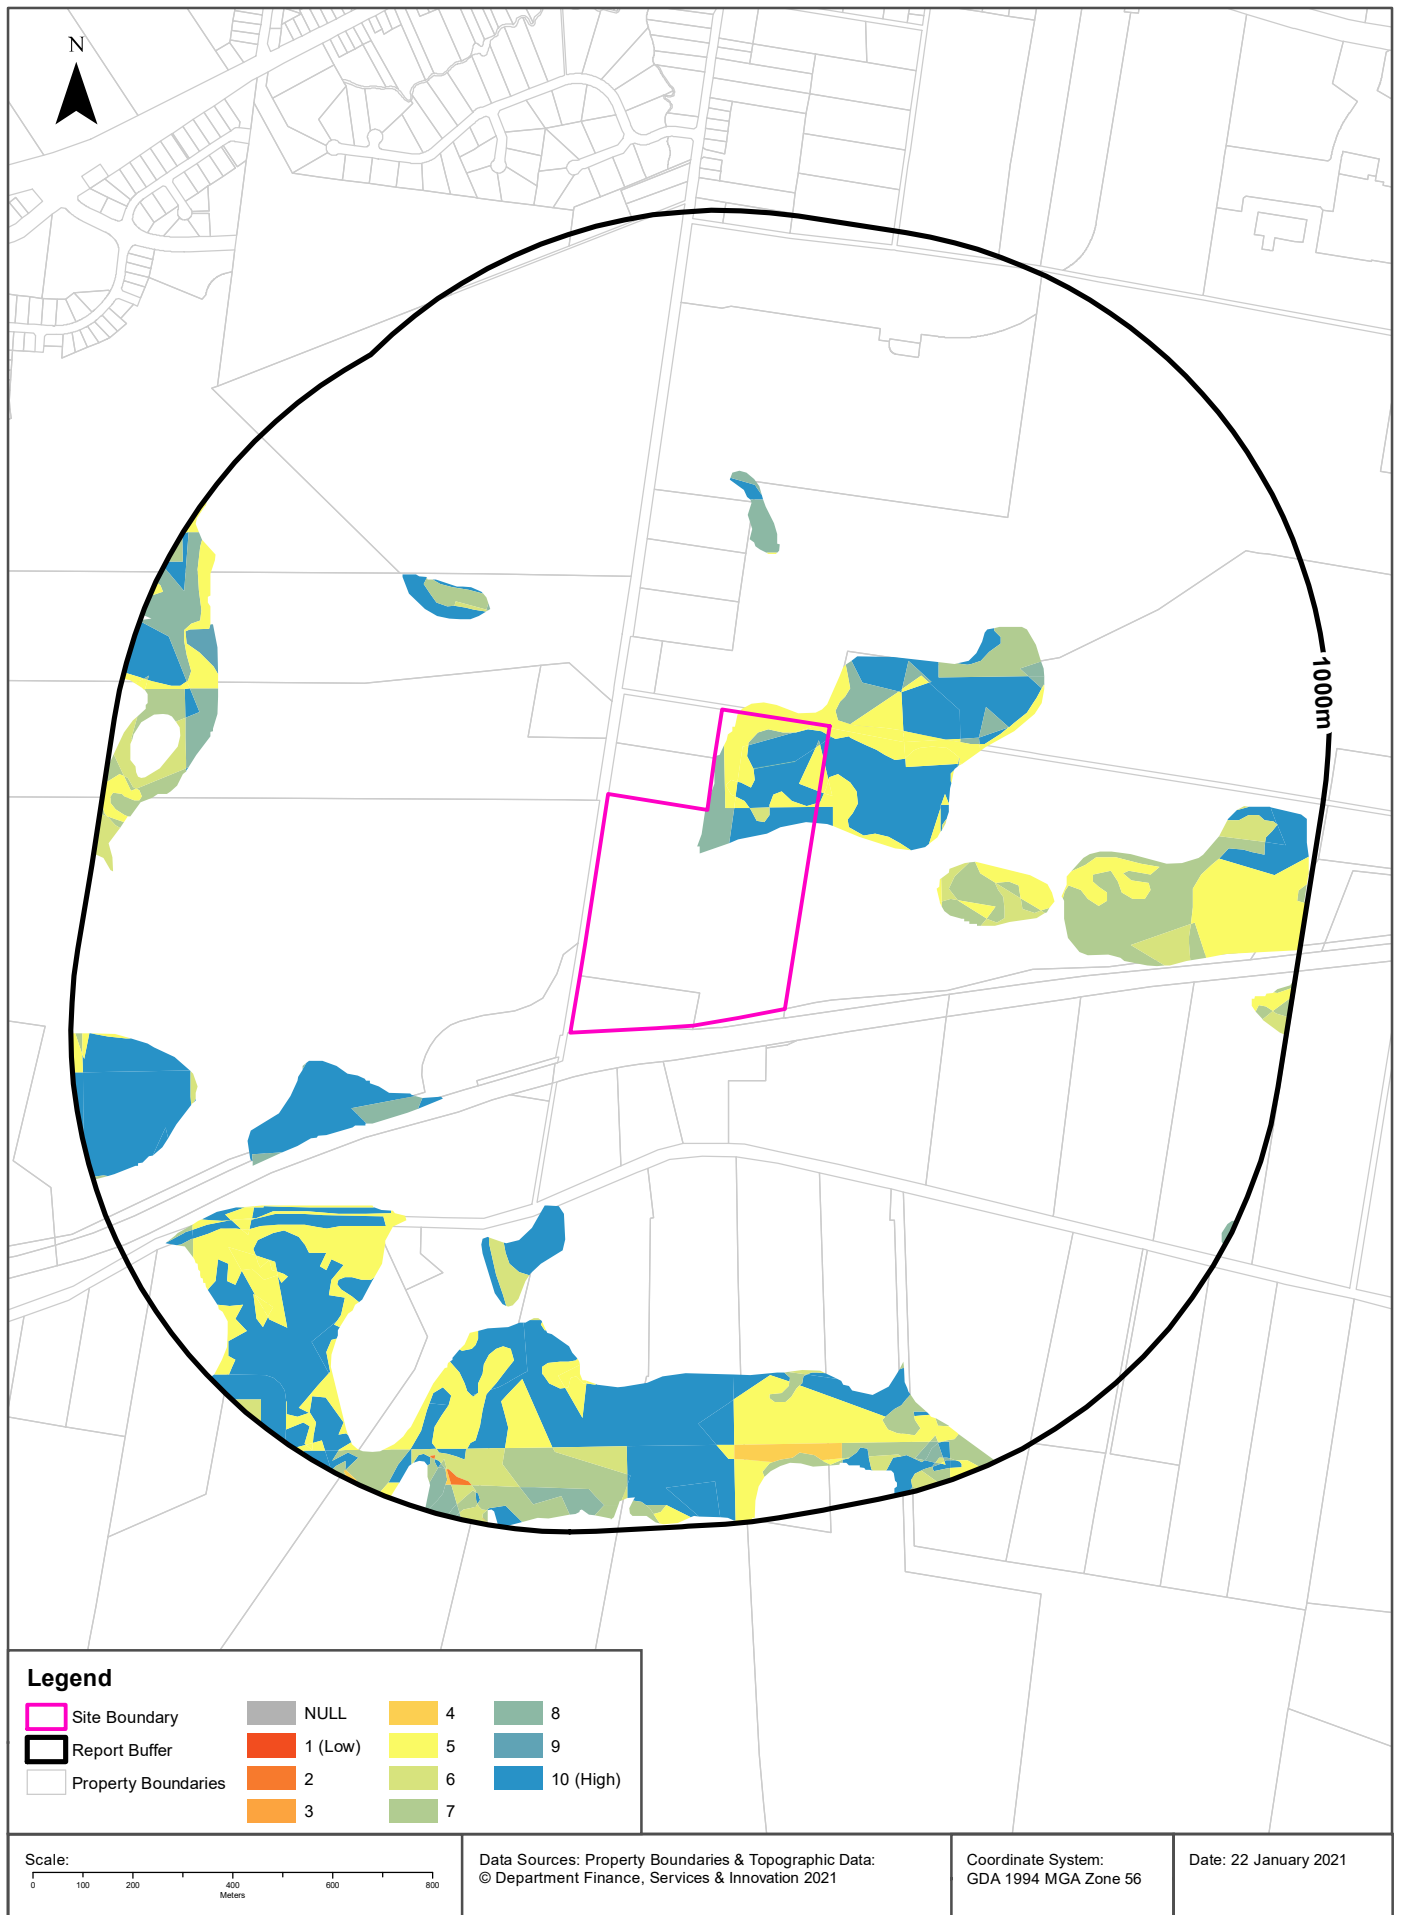 N
1000m
Legend
Site Boundary
Report Buffer
Property Boundaries
NULL
1 (Low)
2
3
4
5
6
7
8
9
10 (High)
Scale:
0 100 200 400 600 800
Meters
Data Sources: Property Boundaries & Topographic Data:
© Department Finance, Services & Innovation 2021
Coordinate System:
GDA 1994 MGA Zone 56
Date: 22 January 2021